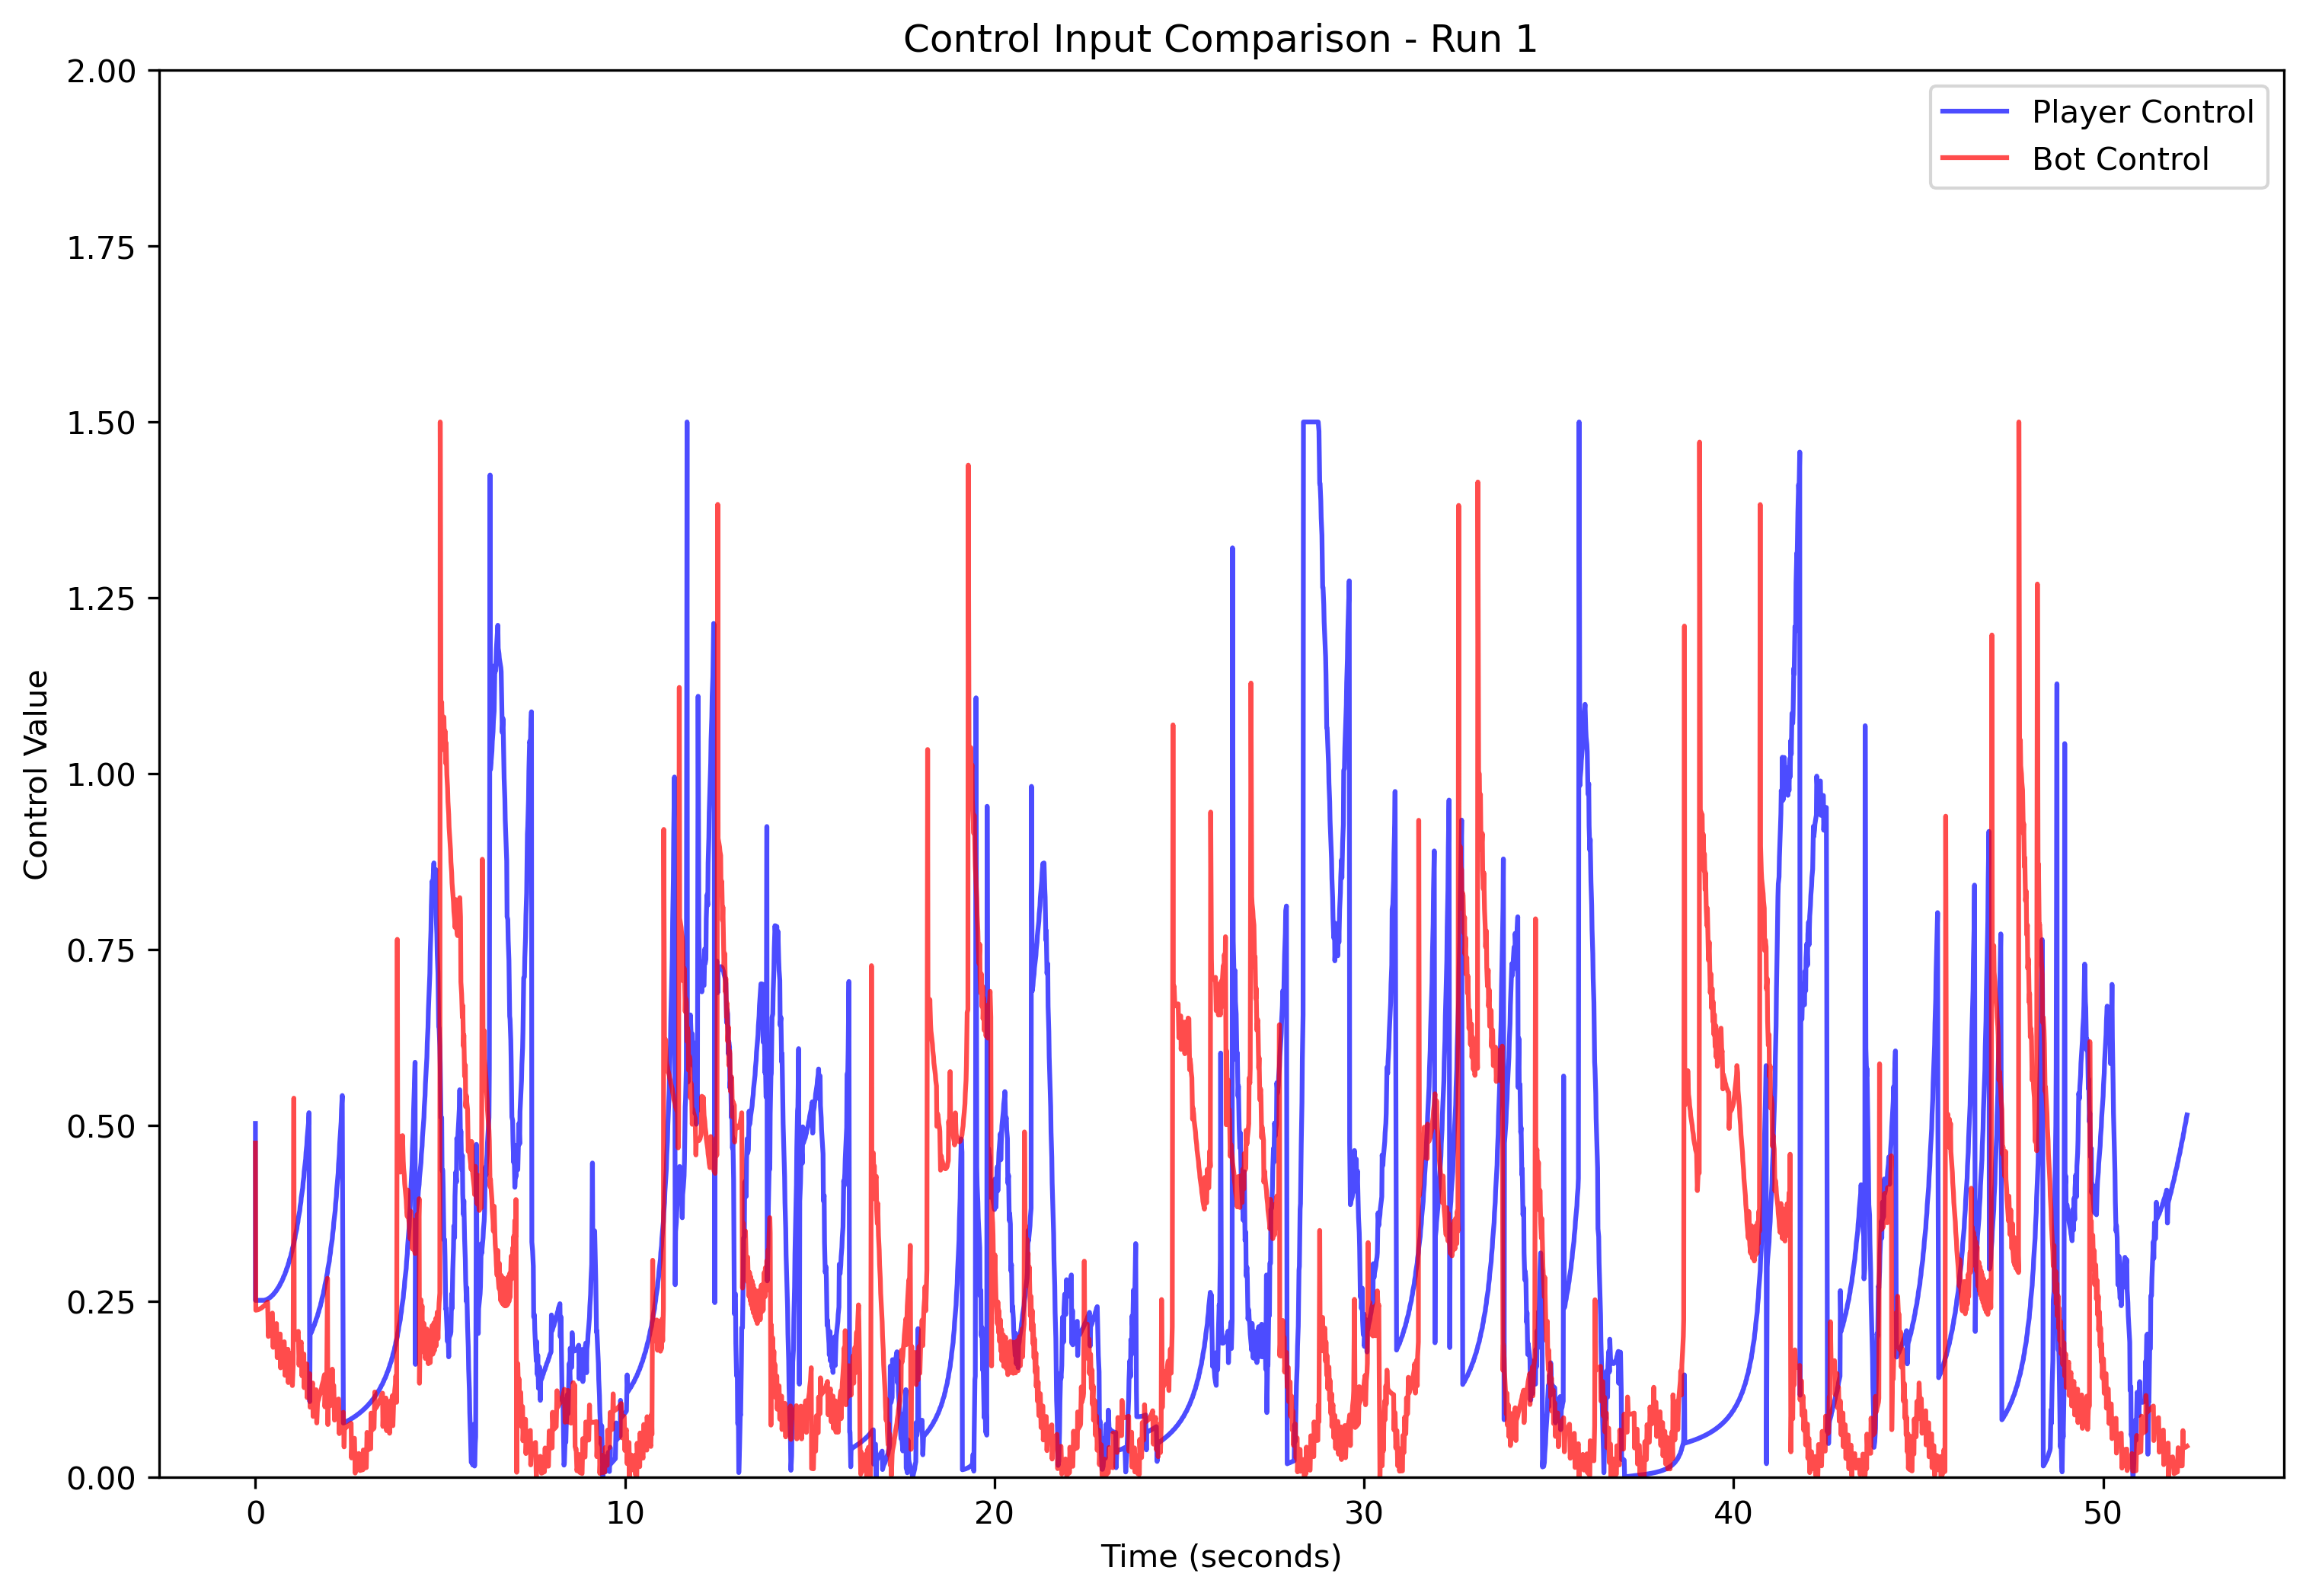 Control Input Comparison - Run 1
2.00
1.75
1.50
1.25
1.00
0.75
0.50
0.25
0.00
Control Value
Player Control
Bot Control
0 10 20 30 40 50
Time (seconds)